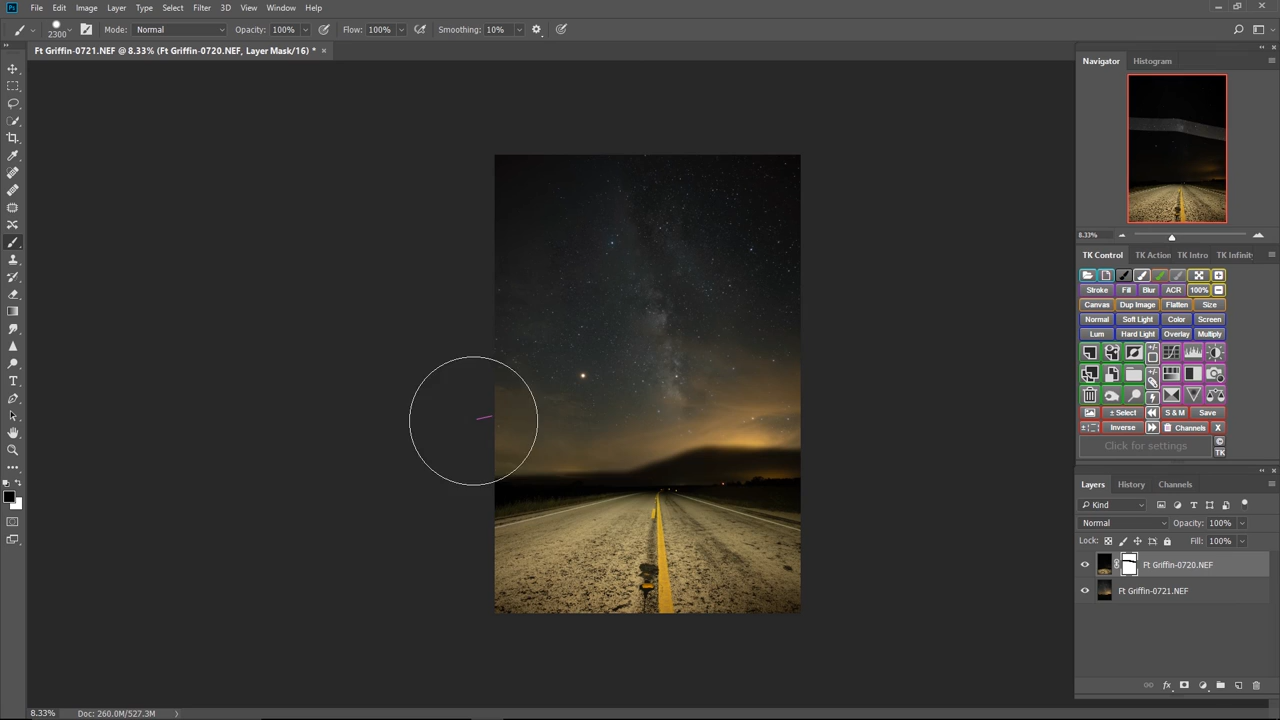 Ps File Edit Image Layer Type Select Filter 3D View Window Help
2300 Mode: Normal Opacity: 100% Flow: 100% Smoothing: 10%
Ft Griffin-0721.NEF @ 8.33% (Ft Griffin-0720.NEF, Layer Mask/16) * ×
Navigator Histogram
8.33%
TK Control TK Action TK Intro TK Infinit
Stroke Fill Blur ACR 100%
Canvas Dup Image Flatten Size
Normal Soft Light Color Screen
Lum Hard Light Overlay Multiply
± Select S & M Save
Inverse Channels X
Click for settings TK
Layers History Channels
Kind
Normal Opacity: 100%
Lock: Fill: 100%
Ft Griffin-0720.NEF
Ft Griffin-0721.NEF
8.33% Doc: 260.0M/527.3M